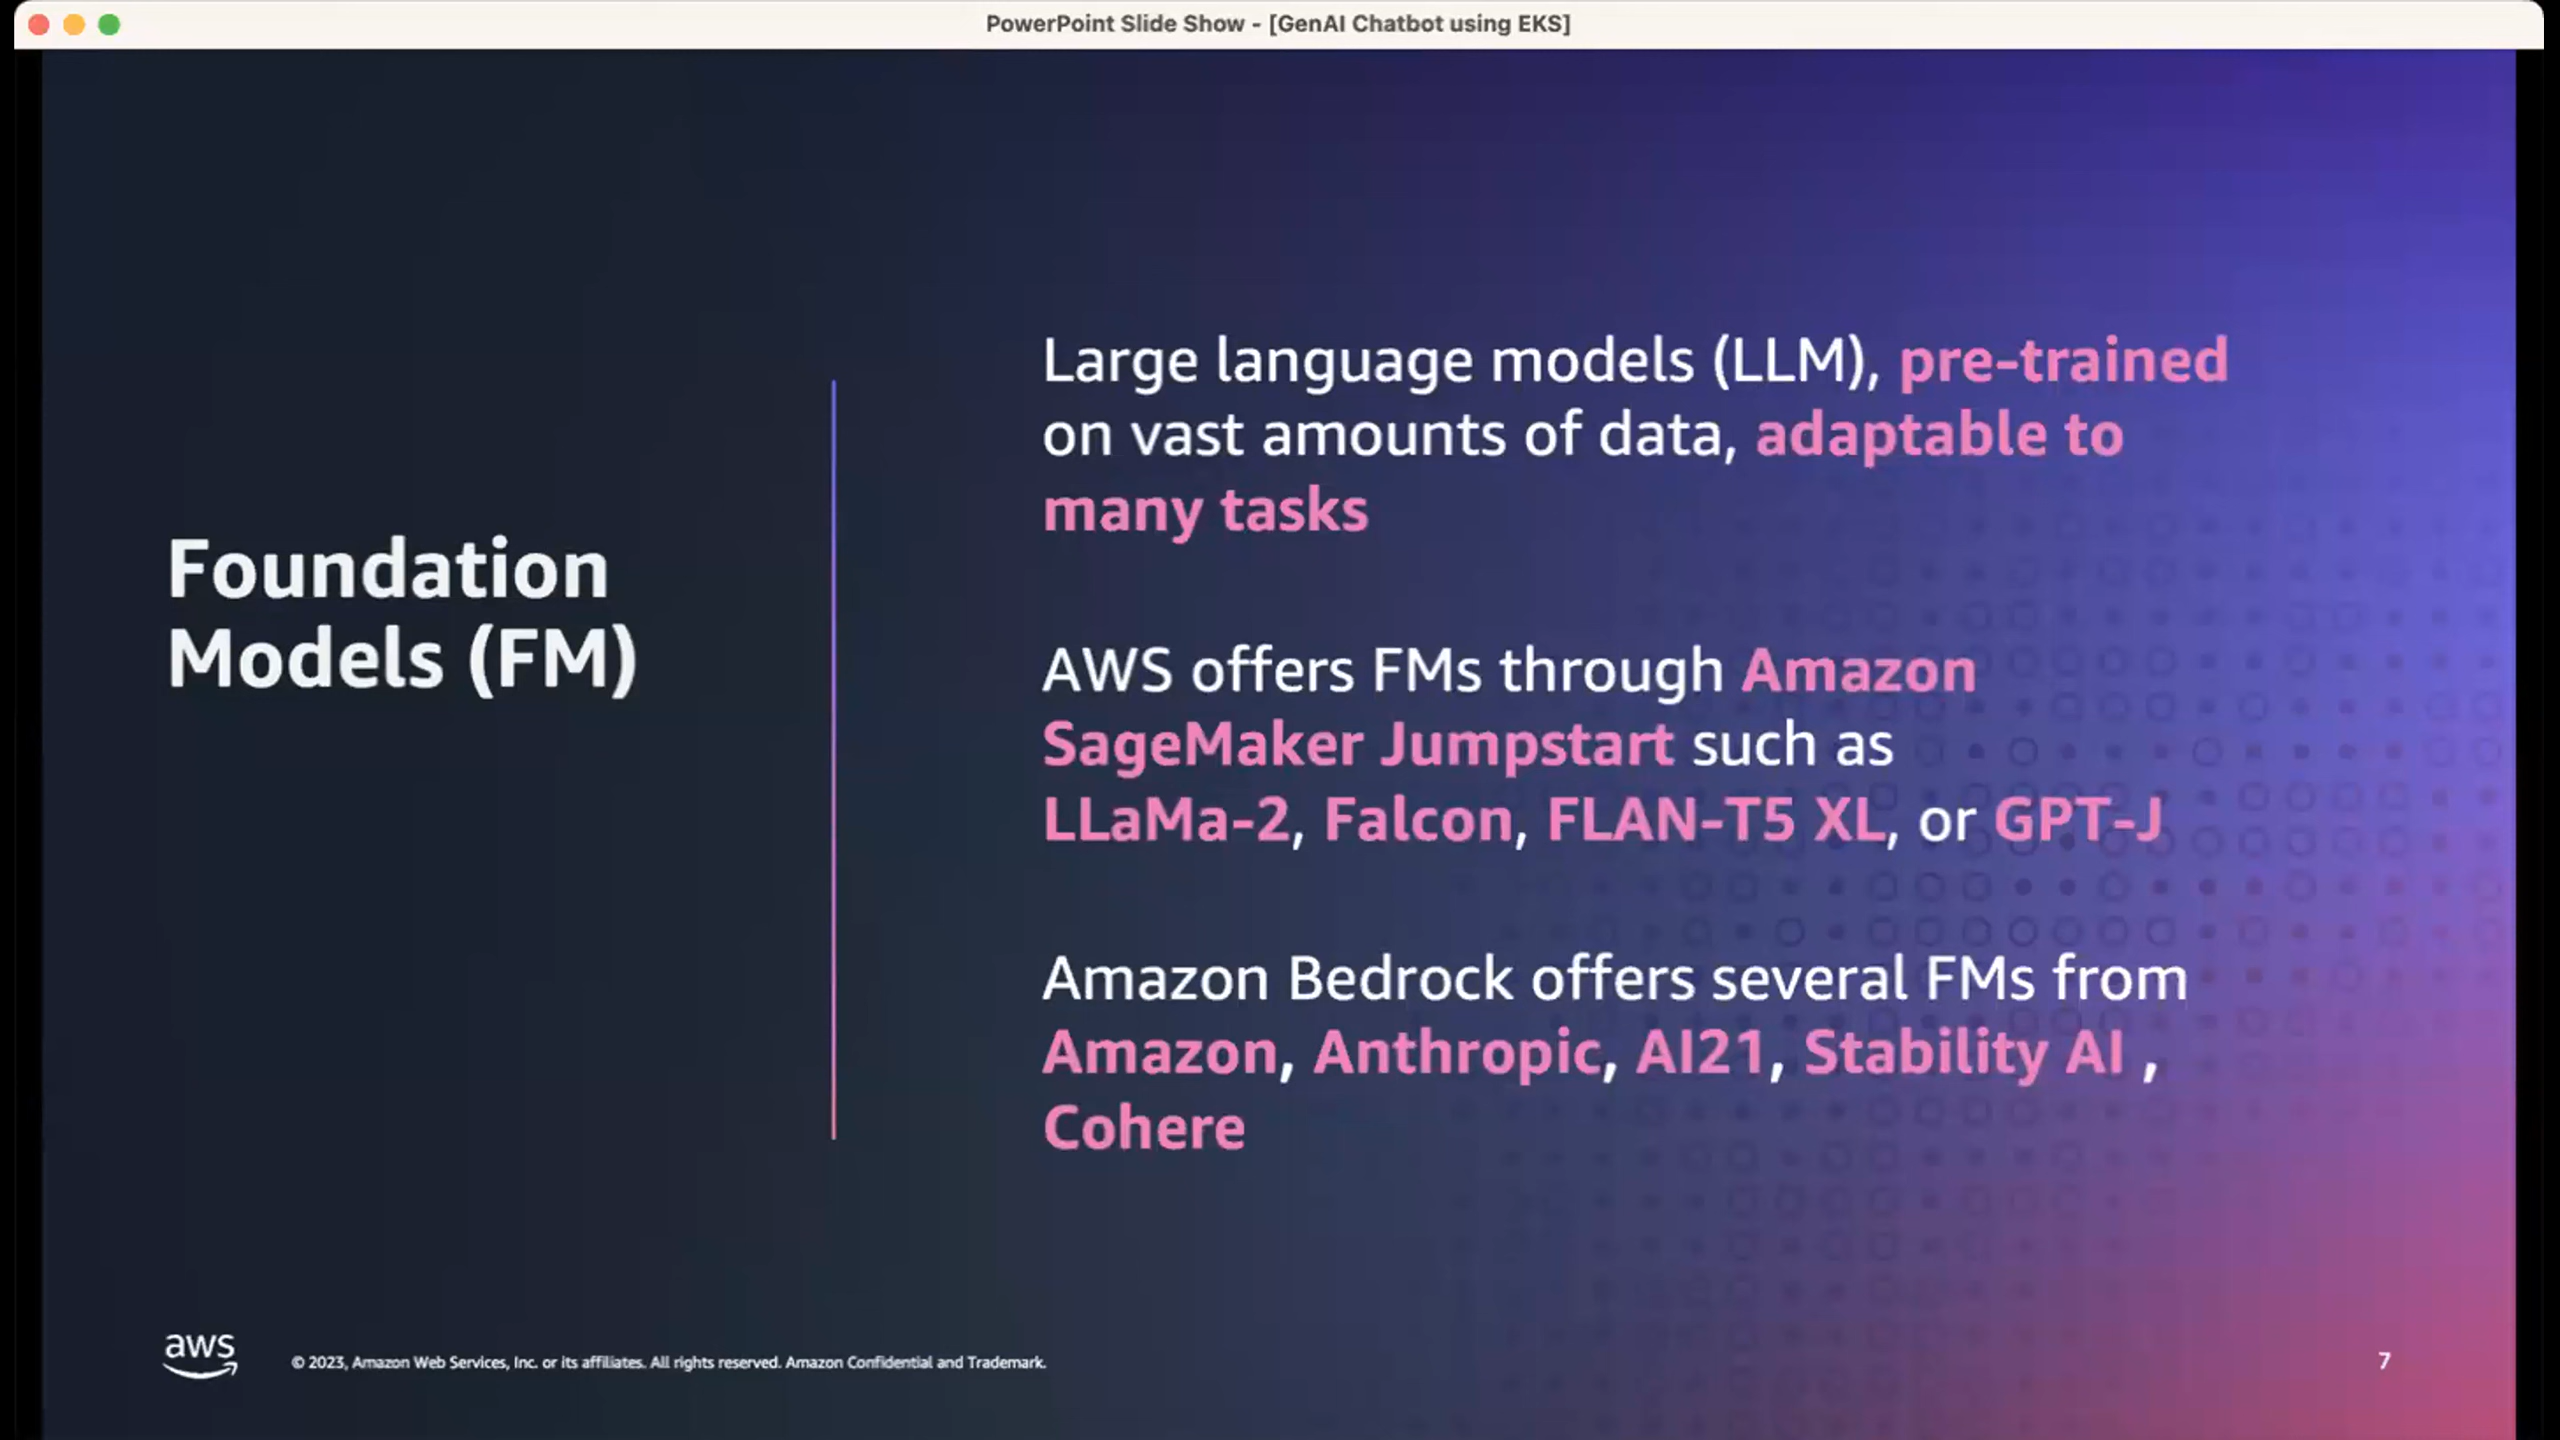 PowerPoint Slide Show - [GenAI Chatbot using EKS]
Foundation
Models (FM)
Large language models (LLM), pre-trained
on vast amounts of data, adaptable to
many tasks
AWS offers FMs through Amazon
SageMaker Jumpstart such as
LLaMa-2, Falcon, FLAN-T5 XL, or GPT-J
Amazon Bedrock offers several FMs from
Amazon, Anthropic, AI21, Stability AI ,
Cohere
aws
© 2023, Amazon Web Services, Inc. or its affiliates. All rights reserved. Amazon Confidential and Trademark.
7